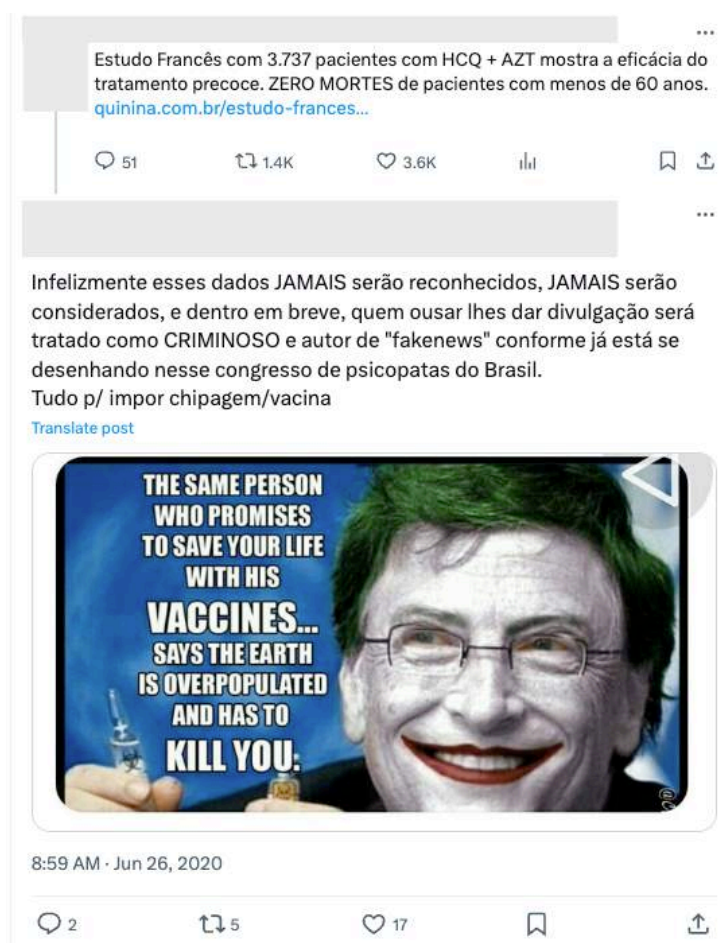 Estudo Francês com 3.737 pacientes com HCQ + AZT mostra a eficácia do
tratamento precoce. ZERO MORTES de pacientes com menos de 60 anos.
quinina.com.br/estudo-frances...
51 1.4K 3.6K
Infelizmente esses dados JAMAIS serão reconhecidos, JAMAIS serão
considerados, e dentro em breve, quem ousar lhes dar divulgação será
tratado como CRIMINOSO e autor de "fakenews" conforme já está se
desenhando nesse congresso de psicopatas do Brasil.
Tudo p/ impor chipagem/vacina
Translate post
THE SAME PERSON
WHO PROMISES
TO SAVE YOUR LIFE
WITH HIS
VACCINES...
SAYS THE EARTH
IS OVERPOPULATED
AND HAS TO
KILL YOU:
8:59 AM · Jun 26, 2020
2 5 17